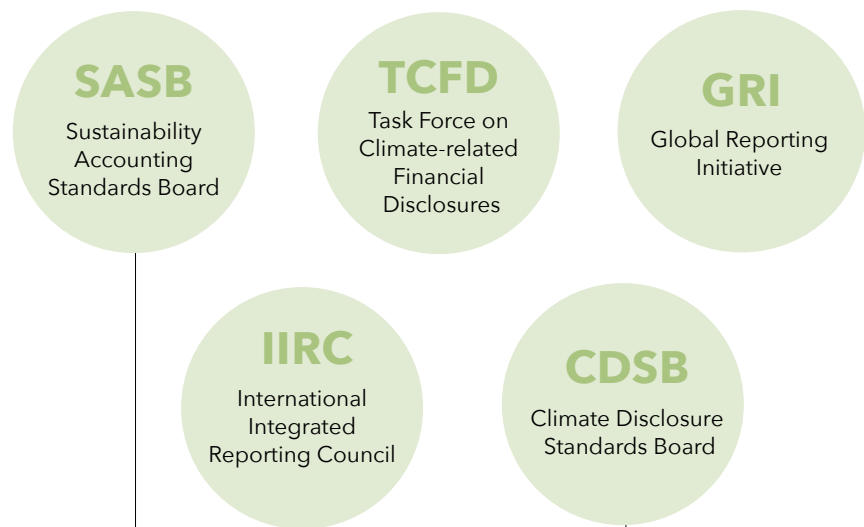 SASB
Sustainability
Accounting
Standards Board
TCFD
Task Force on
Climate-related
Financial
Disclosures
GRI
Global Reporting
Initiative
IIRC
International
Integrated
Reporting Council
CDSB
Climate Disclosure
Standards Board